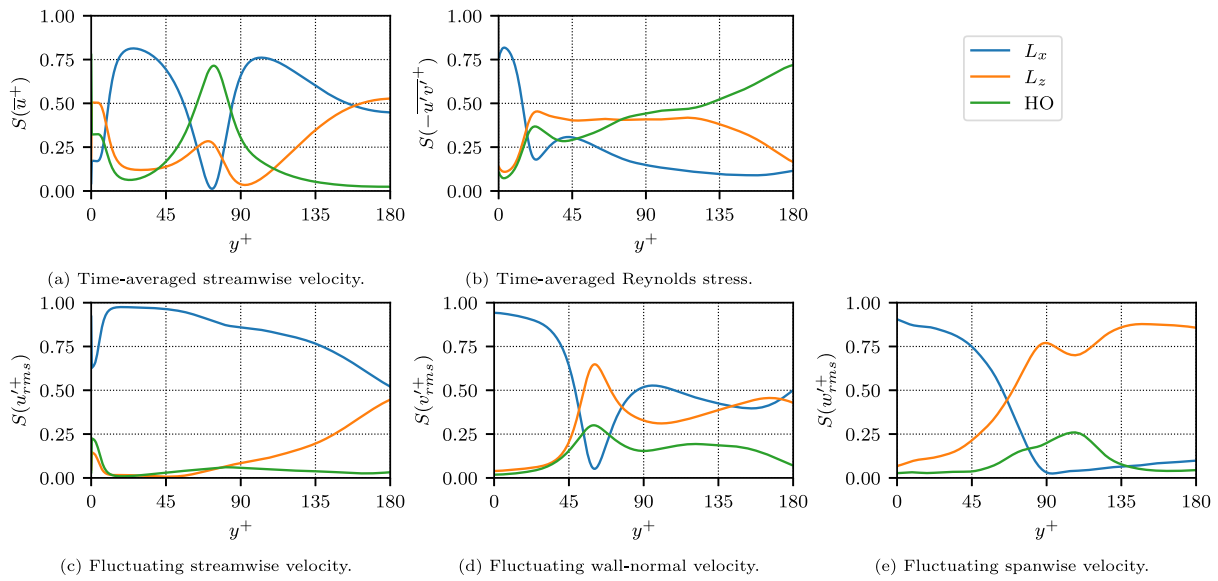 1.00
0.75
0.50
0.25
0.00
S(u̅⁺)
0 45 90 135 180
y⁺
(a) Time-averaged streamwise velocity.
1.00
0.75
0.50
0.25
0.00
S(−u′v′̅⁺)
0 45 90 135 180
y⁺
(b) Time-averaged Reynolds stress.
Lₓ
L_z
HO
1.00
0.75
0.50
0.25
0.00
S(u′⁺_rms)
0 45 90 135 180
y⁺
(c) Fluctuating streamwise velocity.
1.00
0.75
0.50
0.25
0.00
S(v′⁺_rms)
0 45 90 135 180
y⁺
(d) Fluctuating wall-normal velocity.
1.00
0.75
0.50
0.25
0.00
S(w′⁺_rms)
0 45 90 135 180
y⁺
(e) Fluctuating spanwise velocity.